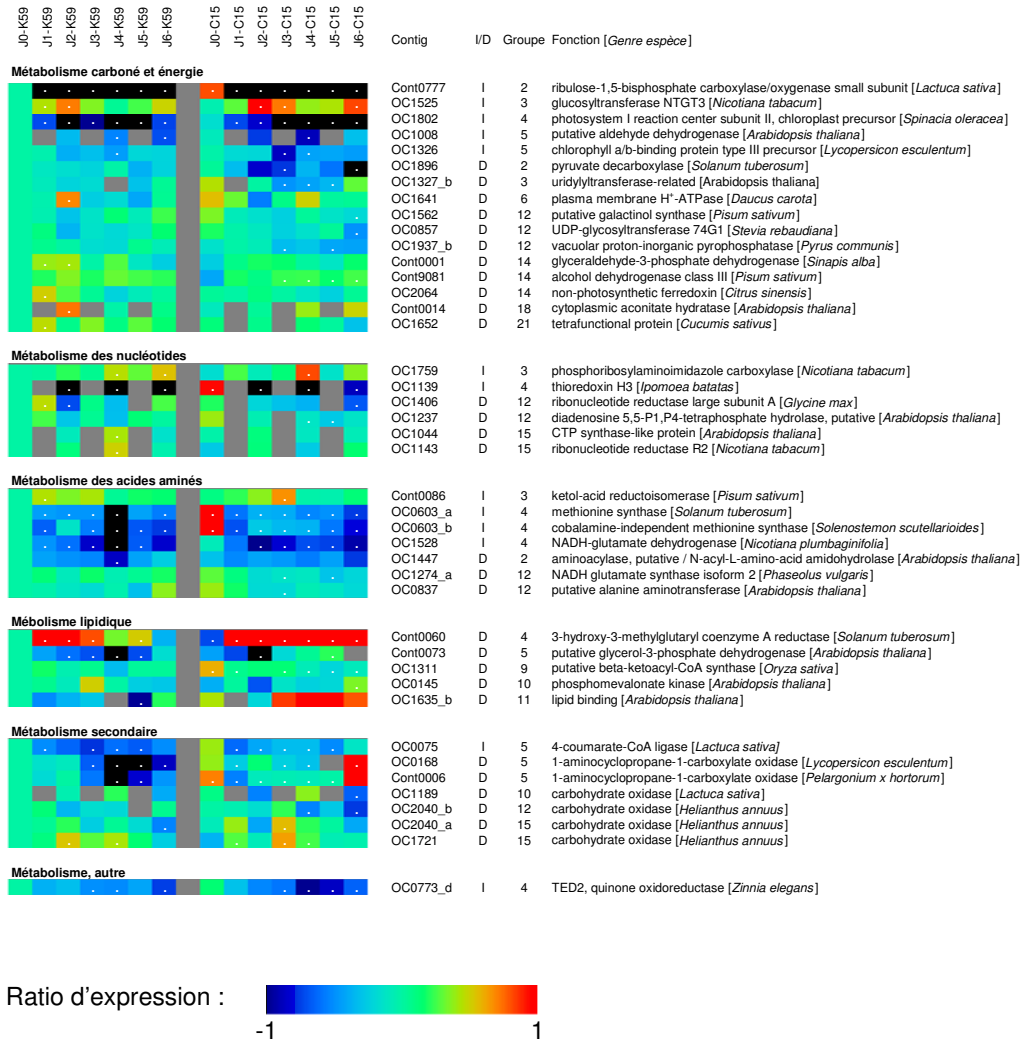 J0-K59 J1-K59 J2-K59 J3-K59 J4-K59 J5-K59 J6-K59 J0-C15 J1-C15 J2-C15 J3-C15 J4-C15 J5-C15 J6-C15
Contig I/D Groupe Fonction [Genre espèce]
Métabolisme carboné et énergie
Cont0777 I 2 ribulose-1,5-bisphosphate carboxylase/oxygenase small subunit [Lactuca sativa]
OC1525 I 3 glucosyltransferase NTGT3 [Nicotiana tabacum]
OC1802 I 4 photosystem I reaction center subunit II, chloroplast precursor [Spinacia oleracea]
OC1008 I 5 putative aldehyde dehydrogenase [Arabidopsis thaliana]
OC1326 I 5 chlorophyll a/b-binding protein type III precursor [Lycopersicon esculentum]
OC1896 D 2 pyruvate decarboxylase [Solanum tuberosum]
OC1327_b D 3 uridylyltransferase-related [Arabidopsis thaliana]
OC1641 D 6 plasma membrane H+-ATPase [Daucus carota]
OC1562 D 12 putative galactinol synthase [Pisum sativum]
OC0857 D 12 UDP-glycosyltransferase 74G1 [Stevia rebaudiana]
OC1937_b D 12 vacuolar proton-inorganic pyrophosphatase [Pyrus communis]
Cont0001 D 14 glyceraldehyde-3-phosphate dehydrogenase [Sinapis alba]
Cont9081 D 14 alcohol dehydrogenase class III [Pisum sativum]
OC2064 D 14 non-photosynthetic ferredoxin [Citrus sinensis]
Cont0014 D 18 cytoplasmic aconitate hydratase [Arabidopsis thaliana]
OC1652 D 21 tetrafunctional protein [Cucumis sativus]
Métabolisme des nucléotides
OC1759 I 3 phosphoribosylaminoimidazole carboxylase [Nicotiana tabacum]
OC1139 I 4 thioredoxin H3 [Ipomoea batatas]
OC1406 D 12 ribonucleotide reductase large subunit A [Glycine max]
OC1237 D 12 diadenosine 5,5-P1,P4-tetraphosphate hydrolase, putative [Arabidopsis thaliana]
OC1044 D 15 CTP synthase-like protein [Arabidopsis thaliana]
OC1143 D 15 ribonucleotide reductase R2 [Nicotiana tabacum]
Métabolisme des acides aminés
Cont0086 I 3 ketol-acid reductoisomerase [Pisum sativum]
OC0603_a I 4 methionine synthase [Solanum tuberosum]
OC0603_b I 4 cobalamine-independent methionine synthase [Solenostemon scutellarioides]
OC1528 I 4 NADH-glutamate dehydrogenase [Nicotiana plumbaginifolia]
OC1447 D 2 aminoacylase, putative / N-acyl-L-amino-acid amidohydrolase [Arabidopsis thaliana]
OC1274_a D 12 NADH glutamate synthase isoform 2 [Phaseolus vulgaris]
OC0837 D 12 putative alanine aminotransferase [Arabidopsis thaliana]
Mébolisme lipidique
Cont0060 D 4 3-hydroxy-3-methylglutaryl coenzyme A reductase [Solanum tuberosum]
Cont0073 D 5 putative glycerol-3-phosphate dehydrogenase [Arabidopsis thaliana]
OC1311 D 9 putative beta-ketoacyl-CoA synthase [Oryza sativa]
OC0145 D 10 phosphomevalonate kinase [Arabidopsis thaliana]
OC1635_b D 11 lipid binding [Arabidopsis thaliana]
Métabolisme secondaire
OC0075 I 5 4-coumarate-CoA ligase [Lactuca sativa]
OC0168 D 5 1-aminocyclopropane-1-carboxylate oxidase [Lycopersicon esculentum]
Cont0006 D 5 1-aminocyclopropane-1-carboxylate oxidase [Pelargonium x hortorum]
OC1189 D 10 carbohydrate oxidase [Lactuca sativa]
OC2040_b D 12 carbohydrate oxidase [Helianthus annuus]
OC2040_a D 15 carbohydrate oxidase [Helianthus annuus]
OC1721 D 15 carbohydrate oxidase [Helianthus annuus]
Métabolisme, autre
OC0773_d I 4 TED2, quinone oxidoreductase [Zinnia elegans]
Ratio d'expression :
-1 1